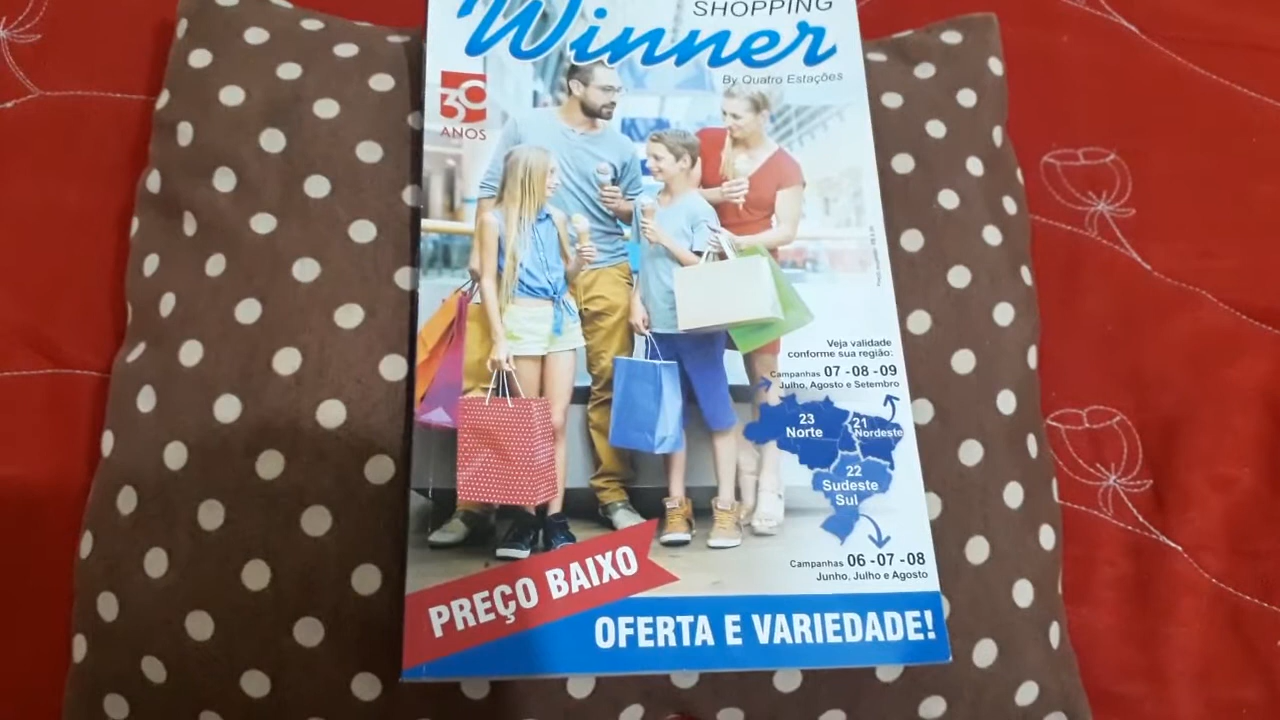 SHOPPING
Winner
By Quatro Estações
30
ANOS
Veja validade
conforme sua região:
Campanhas 07 - 08 - 09
Julho, Agosto e Setembro
23
Norte
21
Nordeste
22
Sudeste
Sul
Campanhas 06 - 07 - 08
Junho, Julho e Agosto
PREÇO BAIXO
OFERTA E VARIEDADE!